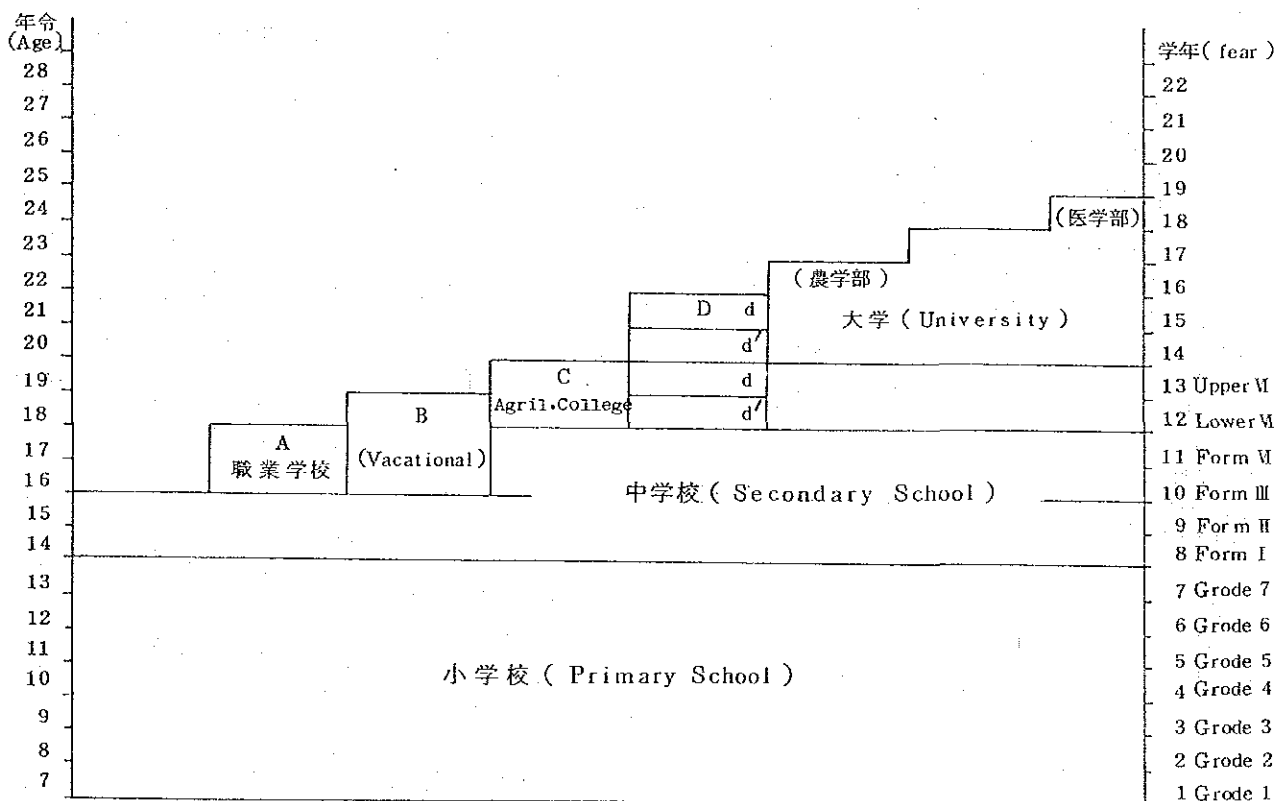 年令
(Age)
学年( fear )
28
22
27
21
26
20
25
19
24
(医学部)
18
23
17
22
(農学部)
16
21
D d
大学 ( University )
15
20
d′
14
19
C
d
13 Upper Ⅵ
18
B
Agril.College
d′
12 Lower Ⅵ
17
A
(Vacational)
11 Form Ⅵ
職業学校
16
中学校 ( Secondary School )
10 Form Ⅲ
15
9 Form Ⅱ
14
8 Form Ⅰ
13
7 Grode 7
12
6 Grode 6
11
5 Grode 5
小学校 ( Primary School )
10
4 Grode 4
9
3 Grode 3
8
2 Grode 2
7
1 Grode 1